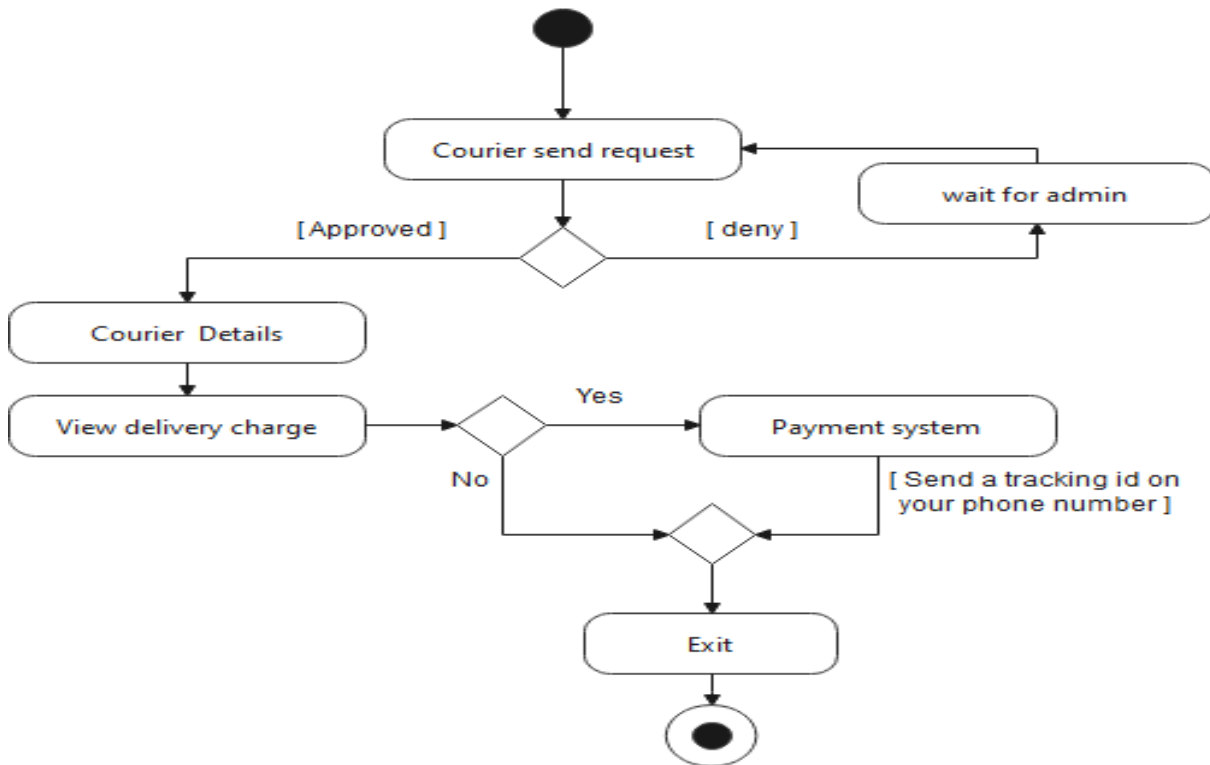 Courier send request
wait for admin
[ Approved ]
[ deny ]
Courier Details
View delivery charge
Yes
Payment system
No
[ Send a tracking id on
your phone number ]
Exit